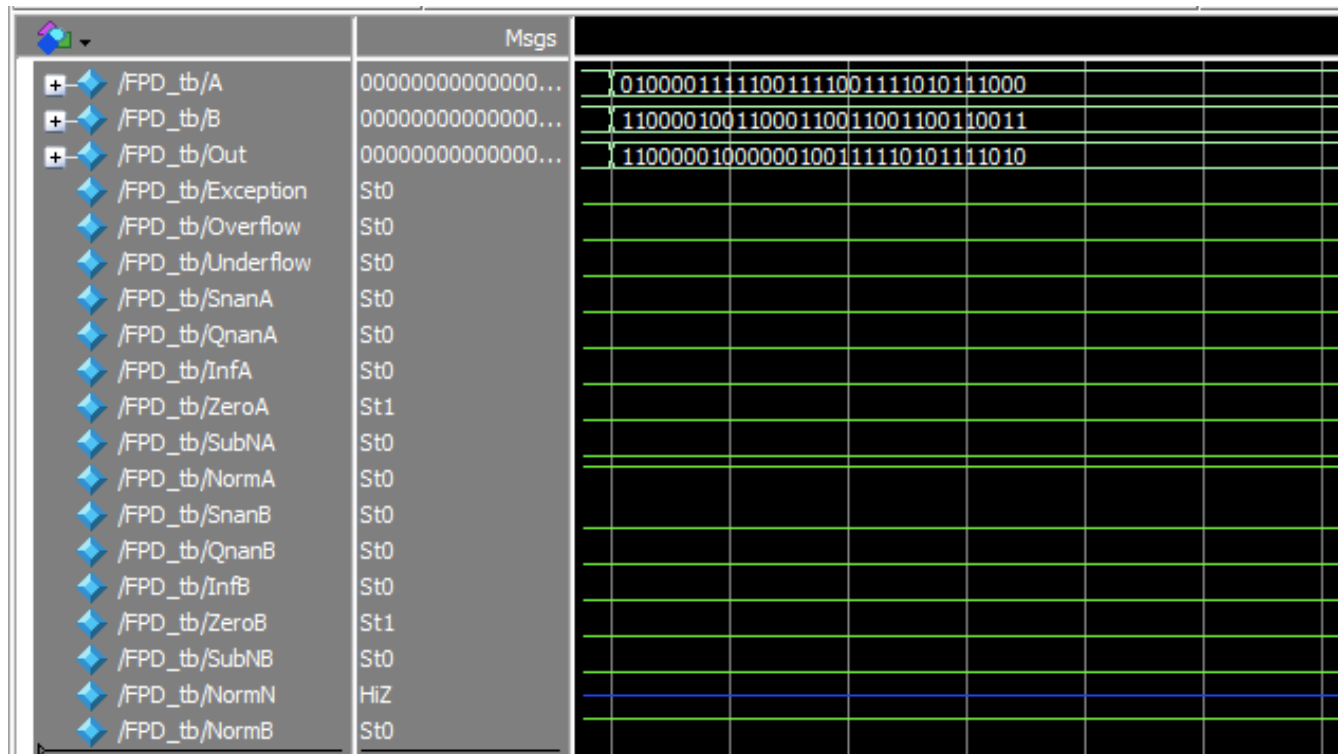 Msgs
/FPD_tb/A 00000000000000... 01000011111001111001111010111000
/FPD_tb/B 00000000000000... 11000010011000110011001100110011
/FPD_tb/Out 00000000000000... 11000001000000100111110101111010
/FPD_tb/Exception St0
/FPD_tb/Overflow St0
/FPD_tb/Underflow St0
/FPD_tb/SnanA St0
/FPD_tb/QnanA St0
/FPD_tb/InfA St0
/FPD_tb/ZeroA St1
/FPD_tb/SubNA St0
/FPD_tb/NormA St0
/FPD_tb/SnanB St0
/FPD_tb/QnanB St0
/FPD_tb/InfB St0
/FPD_tb/ZeroB St1
/FPD_tb/SubNB St0
/FPD_tb/NormN HiZ
/FPD_tb/NormB St0